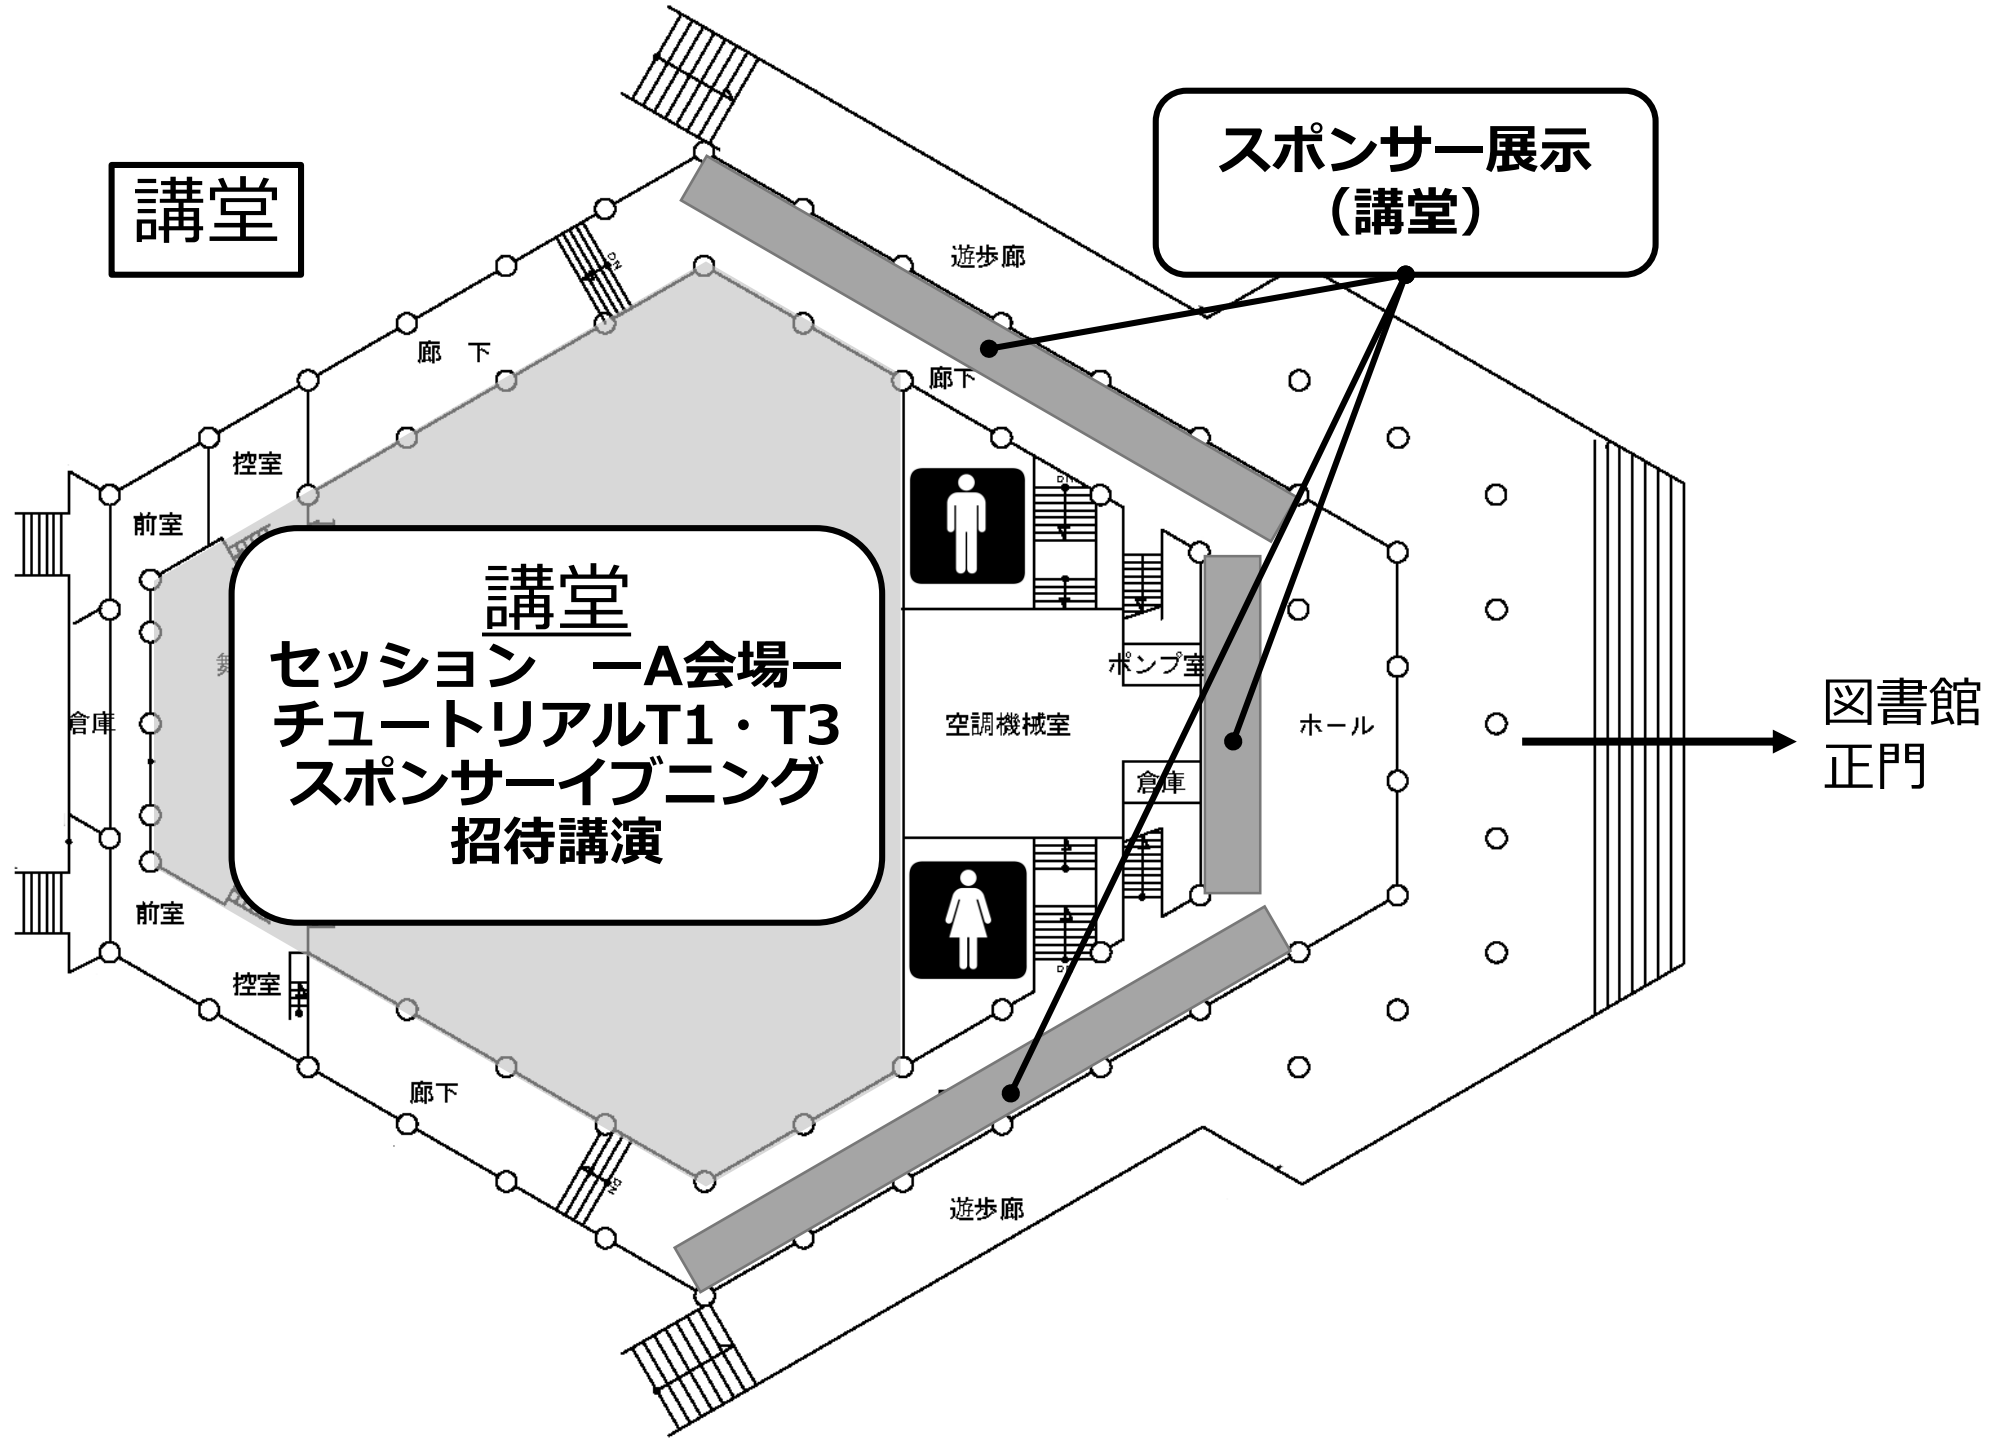 講堂
スポンサー展示
（講堂）
遊歩廊
DN
廊　下
廊下
控室
前室
DN
講堂
セッション　―A会場―
チュートリアルT1・T3
スポンサーイブニング
招待講演
ポンプ室
倉庫
空調機械室
ホール
図書館
正門
倉庫
前室
控室
廊下
DN
遊歩廊